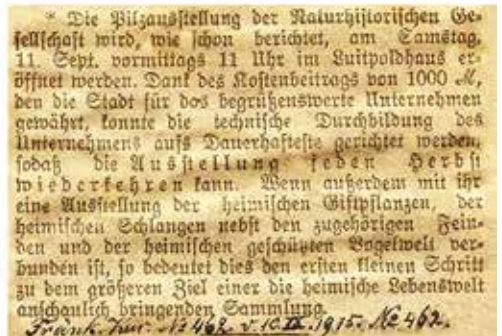 * Die Pilzausstellung der Naturhistorischen Ge-
sellschaft wird, wie schon berichtet, am Samstag,
11. Sept. vormittags 11 Uhr im Luitpoldhaus er-
öffnet werden. Dank des Kostenbeitrags von 1000 ℳ,
den die Stadt für das begrüßenswerte Unternehmen
gewährt, konnte die technische Durchbildung des
Unternehmens aufs Dauerhafteste gerichtet werden,
sodaß die Ausstellung jeden Herbst
wiederkehren kann. Wenn außerdem mit ihr
eine Ausstellung der heimischen Giftpflanzen, der
heimischen Schlangen nebst den zugehörigen Fein-
den und der heimischen geschützten Vogelwelt ver-
bunden ist, so bedeutet dies den ersten kleinen Schritt
zu dem größeren Ziel einer die heimische Lebenswelt
anschaulich bringenden Sammlung.
Fränk. Kur. № 462 v. 10. IX. 1915. № 462.